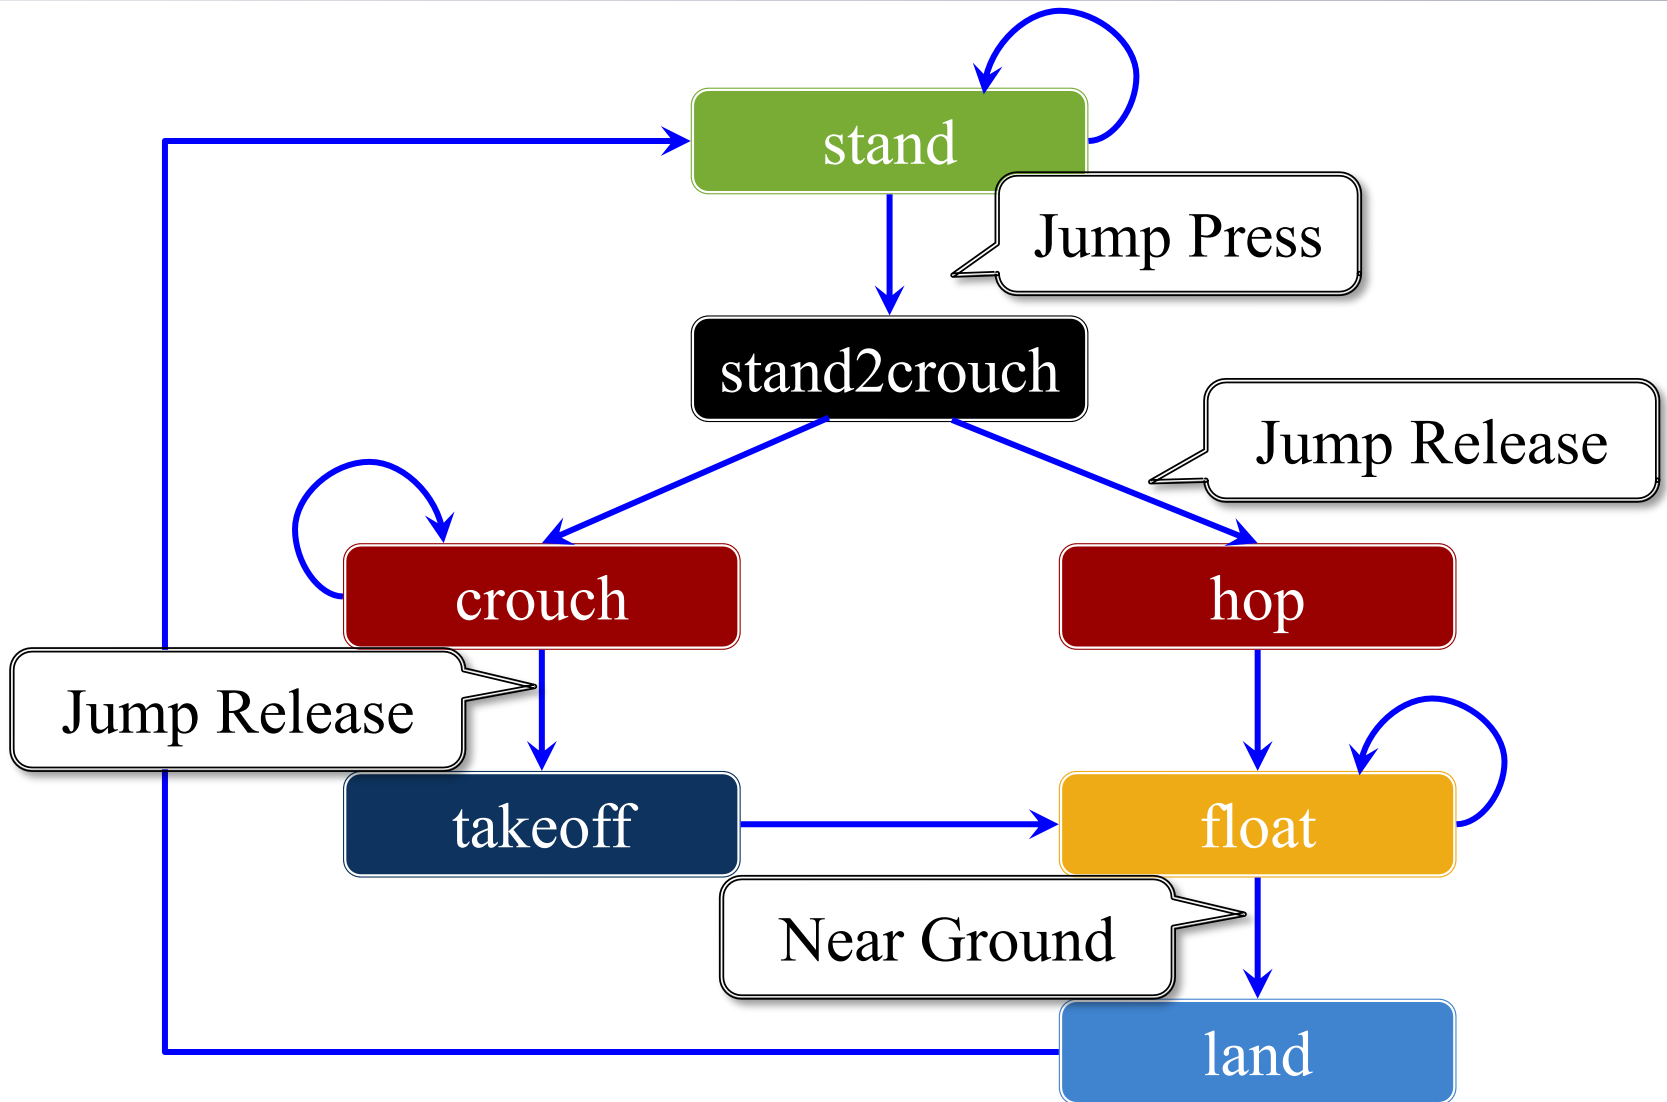 stand
Jump Press
stand2crouch
Jump Release
crouch
hop
Jump Release
takeoff
float
Near Ground
land